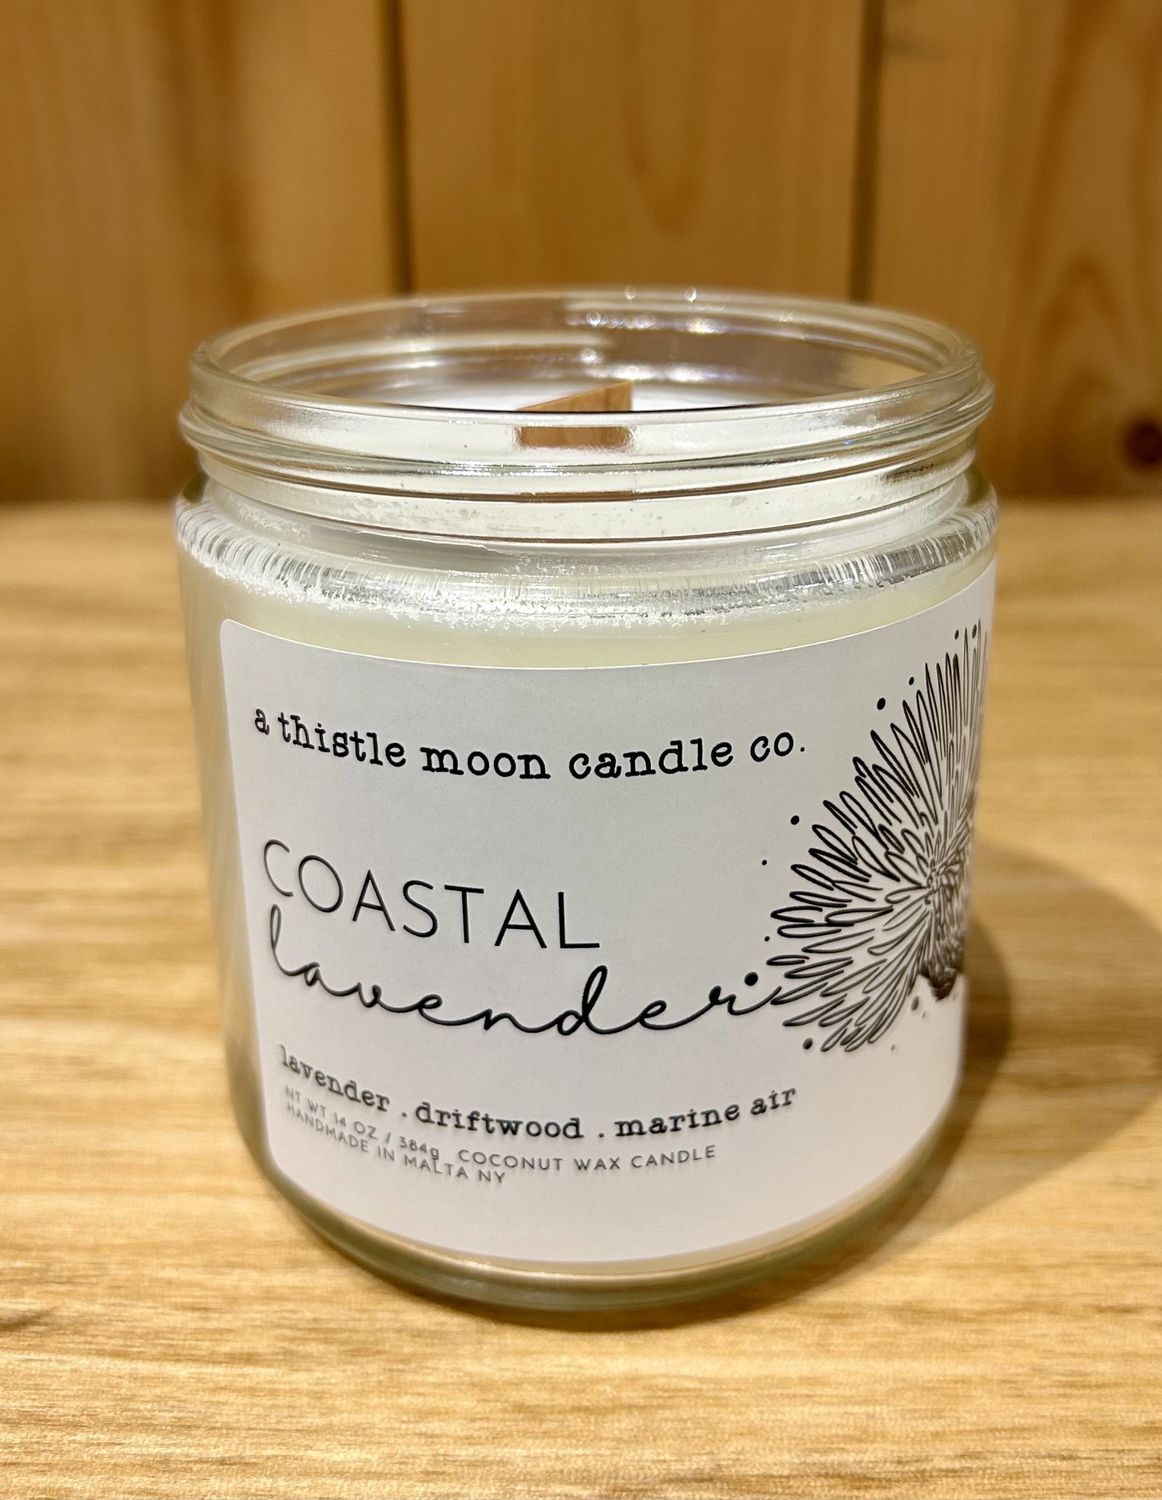 a thistle moon candle co.
COASTAL
lavender
lavender . driftwood . marine air
NT WT 14 OZ / 384g COCONUT WAX CANDLE
HANDMADE IN MALTA NY